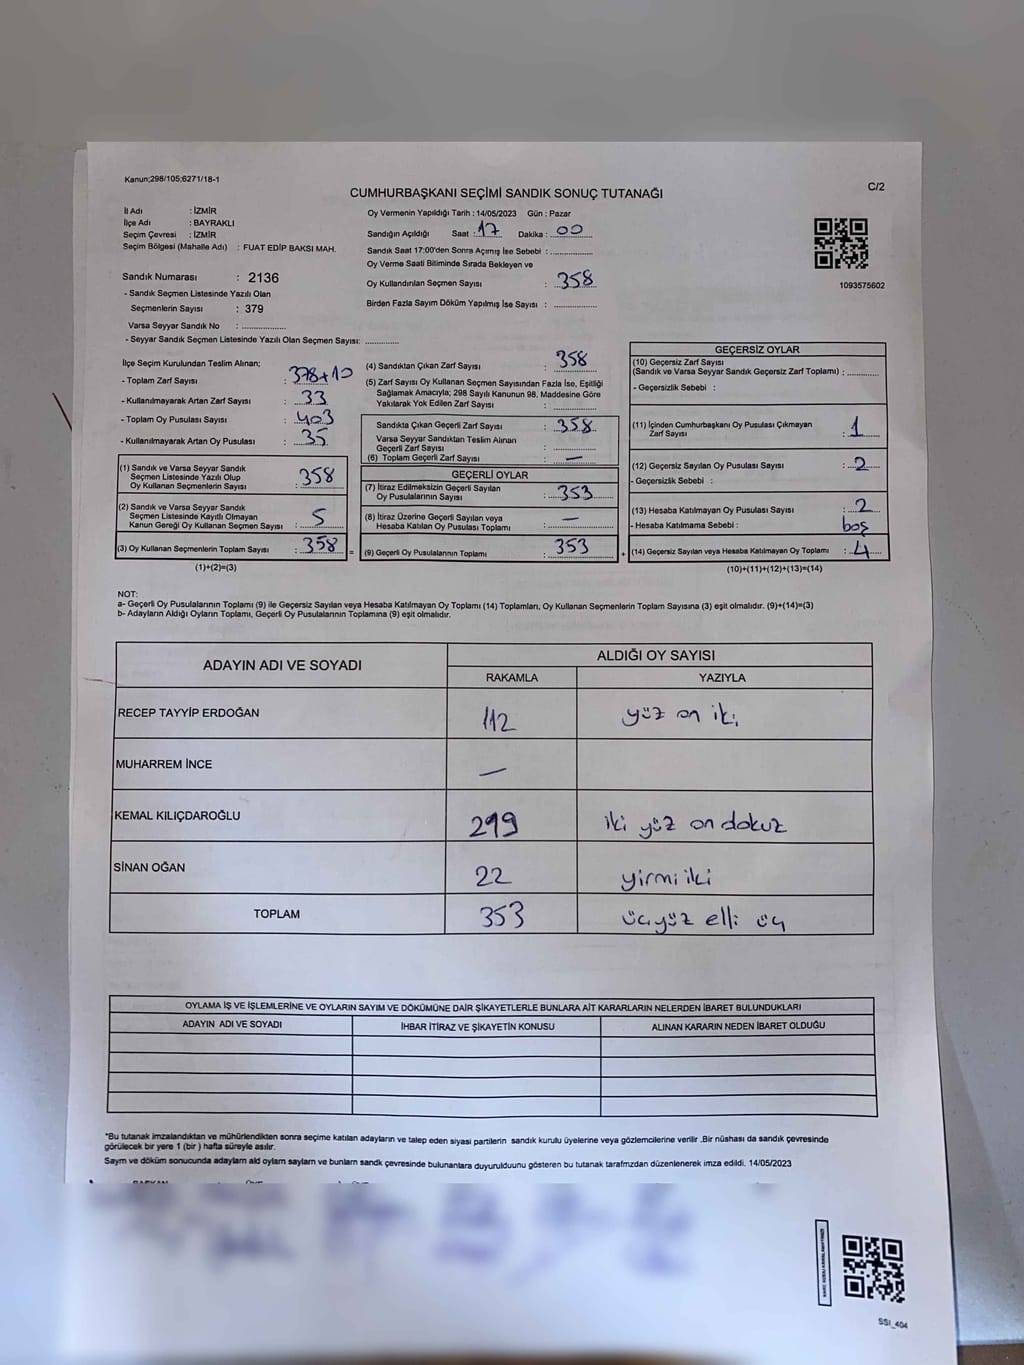 Kanun;298/105;6271/18-1
C/2
CUMHURBAŞKANI SEÇİMİ SANDIK SONUÇ TUTANAĞI
İl Adı : İZMİR
İlçe Adı : BAYRAKLI
Seçim Çevresi : İZMİR
Seçim Bölgesi (Mahalle Adı) : FUAT EDİP BAKSI MAH.
Sandık Numarası : 2136
- Sandık Seçmen Listesinde Yazılı Olan
Seçmenlerin Sayısı : 379
Varsa Seyyar Sandık No : ..............
- Seyyar Sandık Seçmen Listesinde Yazılı Olan Seçmen Sayısı: ............
Oy Vermenin Yapıldığı Tarih : 14/05/2023 Gün : Pazar
Sandığın Açıldığı Saat : 17 Dakika : 00
Sandık Saat 17:00'den Sonra Açılmış İse Sebebi : ..............
Oy Verme Saati Bitiminde Sırada Bekleyen ve
Oy Kullandırılan Seçmen Sayısı : 358
Birden Fazla Sayım Döküm Yapılmış İse Sayısı : ..............
1093575602
İlçe Seçim Kurulundan Teslim Alınan;
- Toplam Zarf Sayısı : 378+10
- Kullanılmayarak Artan Zarf Sayısı : 33
- Toplam Oy Pusulası Sayısı : 403
- Kullanılmayarak Artan Oy Pusulası : 35
(1) Sandık ve Varsa Seyyar Sandık
Seçmen Listesinde Yazılı Olup
Oy Kullanan Seçmenlerin Sayısı : 358
(2) Sandık ve Varsa Seyyar Sandık
Seçmen Listesinde Kayıtlı Olmayan
Kanun Gereği Oy Kullanan Seçmen Sayısı : 5
(3) Oy Kullanan Seçmenlerin Toplam Sayısı : 358 =
(1)+(2)=(3)
(4) Sandıktan Çıkan Zarf Sayısı : 358
(5) Zarf Sayısı Oy Kullanan Seçmen Sayısından Fazla İse, Eşitliği
Sağlamak Amacıyla; 298 Sayılı Kanunun 98. Maddesine Göre
Yakılarak Yok Edilen Zarf Sayısı : ..............
Sandıkta Çıkan Geçerli Zarf Sayısı : 358
Varsa Seyyar Sandıktan Teslim Alınan
Geçerli Zarf Sayısı : ..............
(6) Toplam Geçerli Zarf Sayısı : —
GEÇERLİ OYLAR
(7) İtiraz Edilmeksizin Geçerli Sayılan
Oy Pusulalarının Sayısı : 353
(8) İtiraz Üzerine Geçerli Sayılan veya
Hesaba Katılan Oy Pusulası Toplamı : —
(9) Geçerli Oy Pusulalarının Toplamı : 353 +
GEÇERSİZ OYLAR
(10) Geçersiz Zarf Sayısı
(Sandık ve Varsa Seyyar Sandık Geçersiz Zarf Toplamı) : ............
- Geçersizlik Sebebi :
(11) İçinden Cumhurbaşkanı Oy Pusulası Çıkmayan
Zarf Sayısı : 1
(12) Geçersiz Sayılan Oy Pusulası Sayısı : 2
- Geçersizlik Sebebi :
(13) Hesaba Katılmayan Oy Pusulası Sayısı : 2
- Hesaba Katılmama Sebebi : boş
(14) Geçersiz Sayılan veya Hesaba Katılmayan Oy Toplamı : 4
(10)+(11)+(12)+(13)=(14)
NOT:
a- Geçerli Oy Pusulalarının Toplamı (9) ile Geçersiz Sayılan veya Hesaba Katılmayan Oy Toplamı (14) Toplamları, Oy Kullanan Seçmenlerin Toplam Sayısına (3) eşit olmalıdır. (9)+(14)=(3)
b- Adayların Aldığı Oyların Toplamı, Geçerli Oy Pusulalarının Toplamına (9) eşit olmalıdır.
ADAYIN ADI VE SOYADI ALDIĞI OY SAYISI
RAKAMLA YAZIYLA
RECEP TAYYİP ERDOĞAN 112 yüz on iki
MUHARREM İNCE —
KEMAL KILIÇDAROĞLU 219 iki yüz on dokuz
SİNAN OĞAN 22 yirmi iki
TOPLAM 353 üçyüz elli üç
OYLAMA İŞ VE İŞLEMLERİNE VE OYLARIN SAYIM VE DÖKÜMÜNE DAİR ŞİKAYETLERLE BUNLARA AİT KARARLARIN NELERDEN İBARET BULUNDUKLARI
ADAYIN ADI VE SOYADI İHBAR İTİRAZ VE ŞİKAYETİN KONUSU ALINAN KARARIN NEDEN İBARET OLDUĞU
*Bu tutanak imzalandıktan ve mühürlendikten sonra seçime katılan adayların ve talep eden siyasi partilerin sandık kurulu üyelerine veya gözlemcilerine verilir .Bir nüshası da sandık çevresinde
görülecek bir yere 1 (bir ) hafta süreyle asılır.
Sayım ve döküm sonucunda adayların aldı oyların sayıları ve bunların sandık çevresinde bulunanlara duyurulduunu gösteren bu tutanak tarafımızdan düzenlenerek imza edildi. 14/05/2023
SSI_404